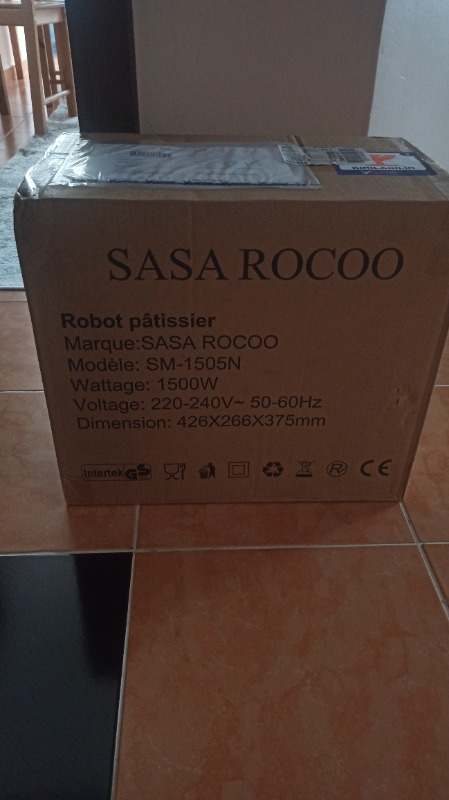 SASA ROCOO
Robot pâtissier
Marque:SASA ROCOO
Modèle: SM-1505N
Wattage: 1500W
Voltage: 220-240V~ 50-60Hz
Dimension: 426X266X375mm
Intertek GS R CE